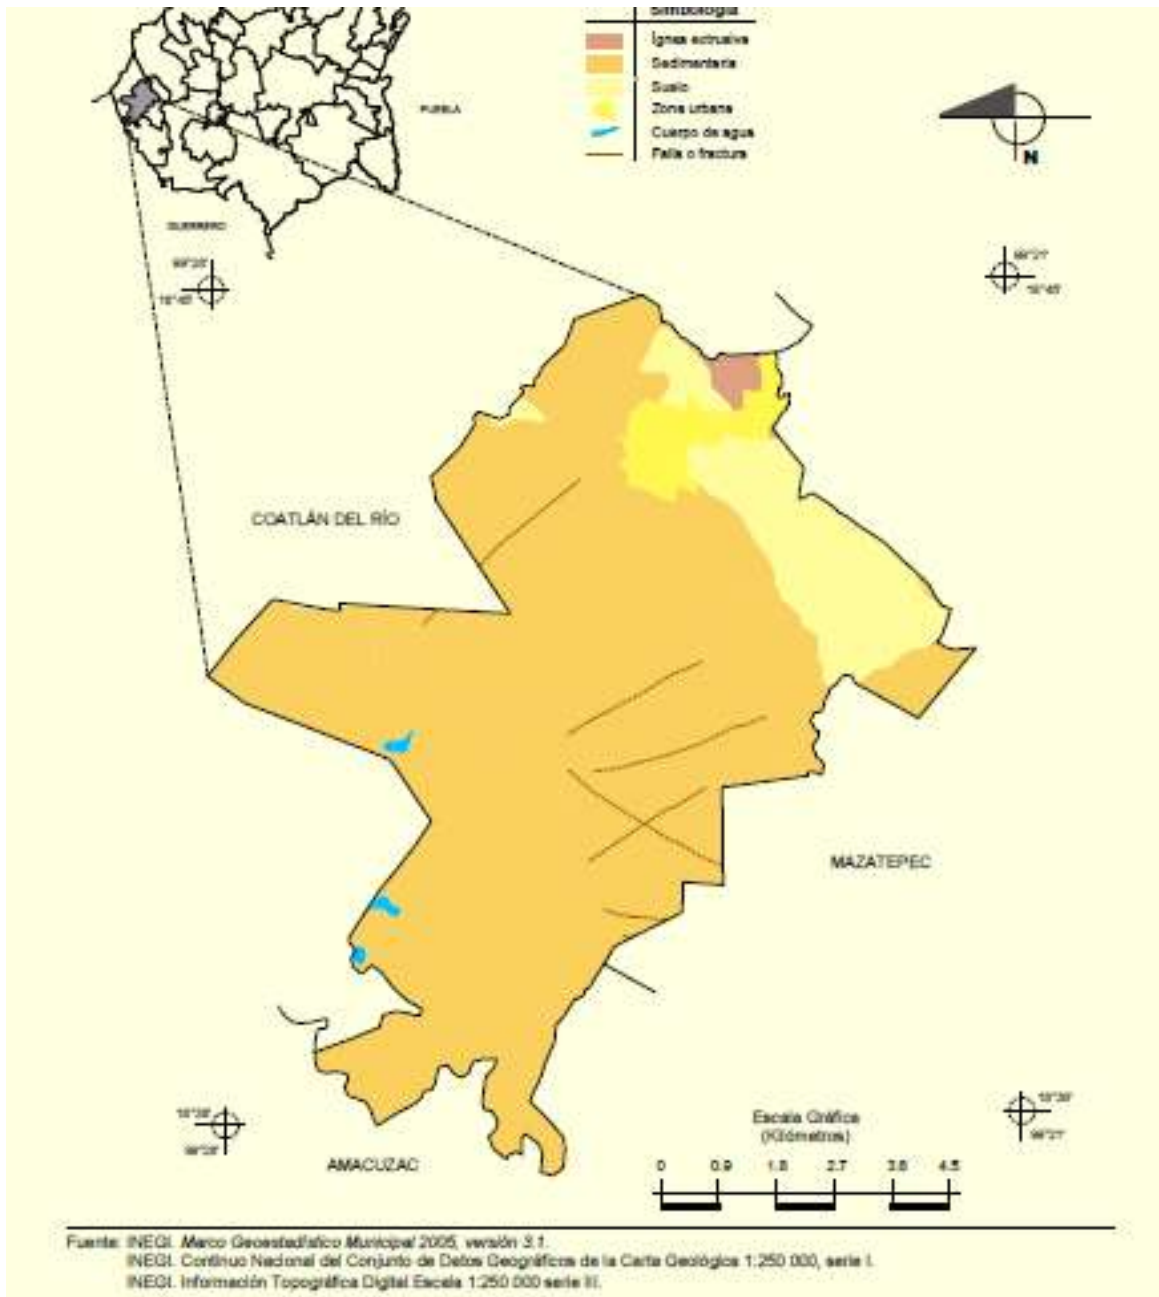 Simbología
Ígnea extrusiva
Sedimentaria
Suelo
Zona urbana
Cuerpo de agua
Falla o fractura
PUEBLA
N
GUERRERO
COATLÁN DEL RÍO
MAZATEPEC
AMACUZAC
Escala Gráfica
(Kilómetros)
0 0.9 1.8 2.7 3.6 4.5
Fuente: INEGI. Marco Geoestadístico Municipal 2005, versión 3.1.
INEGI. Continuo Nacional del Conjunto de Datos Geográficos de la Carta Geológica 1:250 000, serie I.
INEGI. Información Topográfica Digital Escala 1:250 000 serie III.